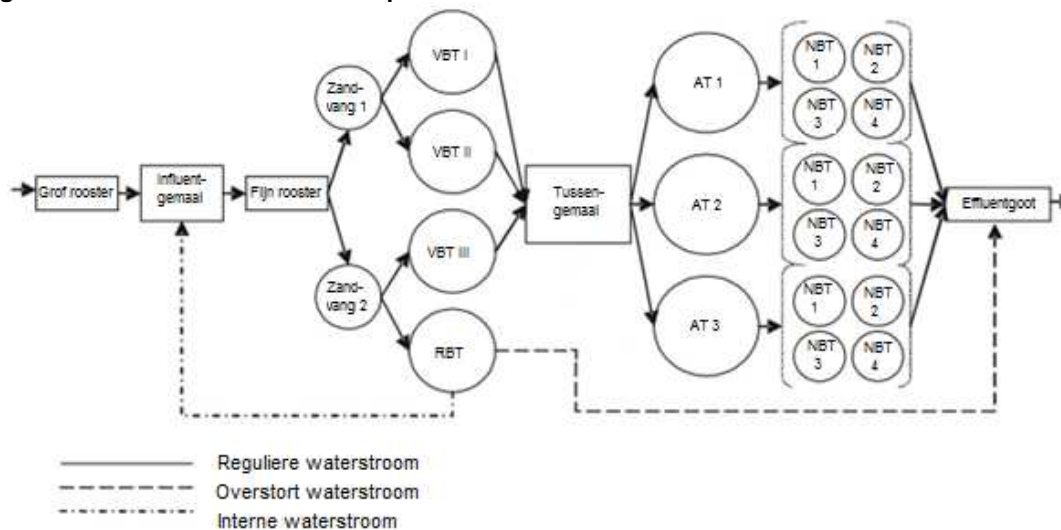 Grof rooster
Influent-
gemaal
Fijn rooster
Zand-
vang 1
Zand-
vang 2
VBT I
VBT II
VBT III
RBT
Tussen-
gemaal
AT 1
AT 2
AT 3
NBT
1
NBT
2
NBT
3
NBT
4
NBT
1
NBT
2
NBT
3
NBT
4
NBT
1
NBT
2
NBT
3
NBT
4
Effluentgoot
Reguliere waterstroom
Overstort waterstroom
Interne waterstroom